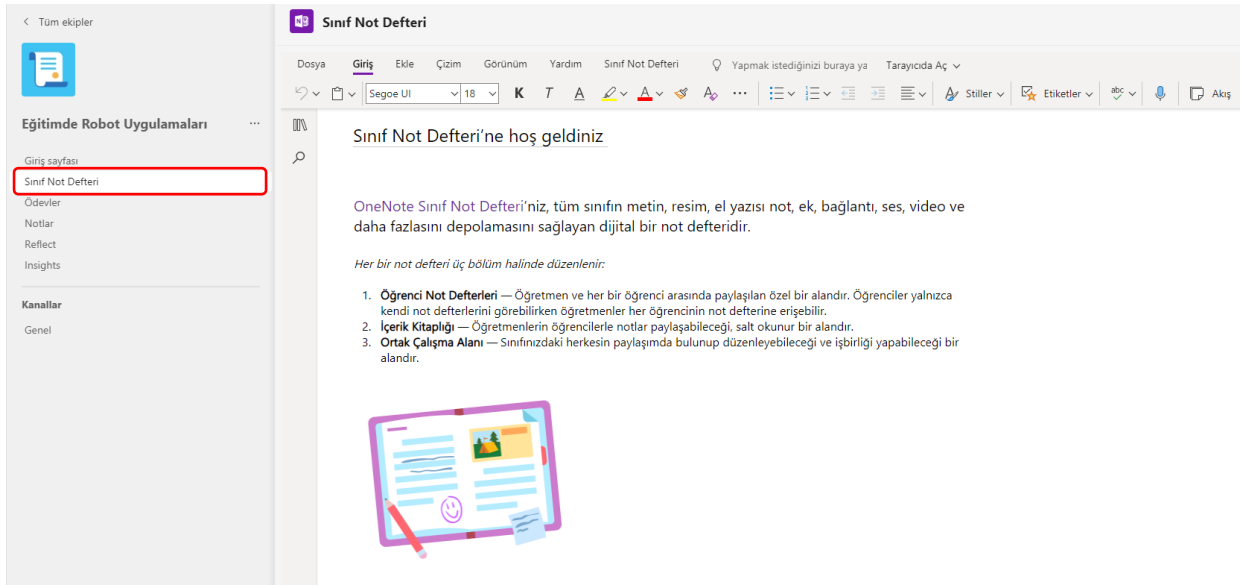 Tüm ekipler
Eğitimde Robot Uygulamaları
Giriş sayfası
Sınıf Not Defteri
Ödevler
Notlar
Reflect
Insights
Kanallar
Genel
Sınıf Not Defteri
Dosya Giriş Ekle Çizim Görünüm Yardım Sınıf Not Defteri Yapmak istediğinizi buraya ya Tarayıcıda Aç
Segoe UI 18 K T A A A abc Stiller Etiketler Akış
Sınıf Not Defteri’ne hoş geldiniz
OneNote Sınıf Not Defteri’niz, tüm sınıfın metin, resim, el yazısı not, ek, bağlantı, ses, video ve
daha fazlasını depolamasını sağlayan dijital bir not defteridir.
Her bir not defteri üç bölüm halinde düzenlenir:
1. Öğrenci Not Defterleri — Öğretmen ve her bir öğrenci arasında paylaşılan özel bir alandır. Öğrenciler yalnızca
kendi not defterlerini görebilirken öğretmenler her öğrencinin not defterine erişebilir.
2. İçerik Kitaplığı — Öğretmenlerin öğrencilerle notlar paylaşabileceği, salt okunur bir alandır.
3. Ortak Çalışma Alanı — Sınıfınızdaki herkesin paylaşımda bulunup düzenleyebileceği ve işbirliği yapabileceği bir
alandır.